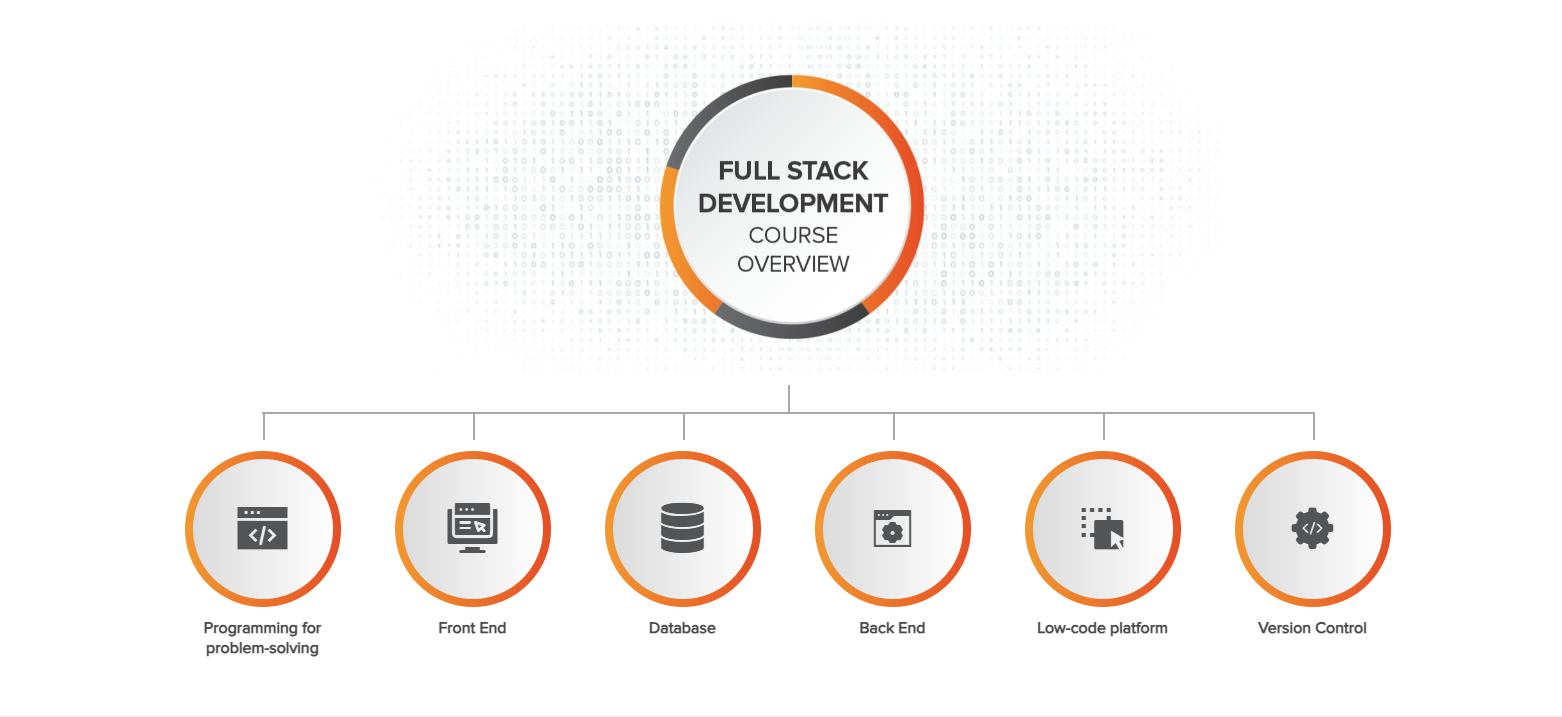 FULL STACK
DEVELOPMENT
COURSE
OVERVIEW
Programming for
problem-solving
Front End
Database
Back End
Low-code platform
Version Control